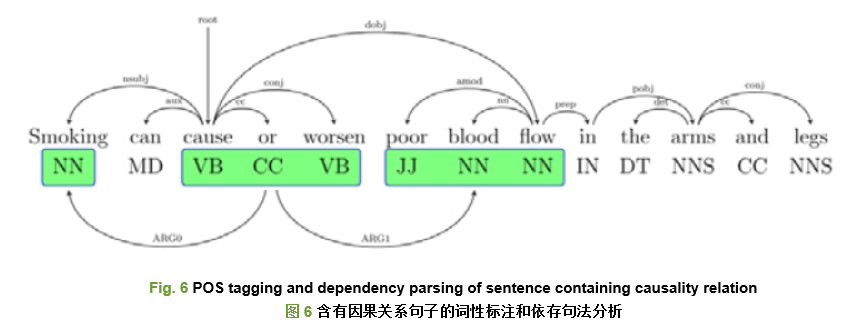 root
dobj
nsubj
conj
amod
pobj
conj
aux
cc
nn
prep
det
cc
Smoking can cause or worsen poor blood flow in the arms and legs
NN MD VB CC VB JJ NN NN IN DT NNS CC NNS
ARG0 ARG1
Fig. 6 POS tagging and dependency parsing of sentence containing causality relation
图 6 含有因果关系句子的词性标注和依存句法分析